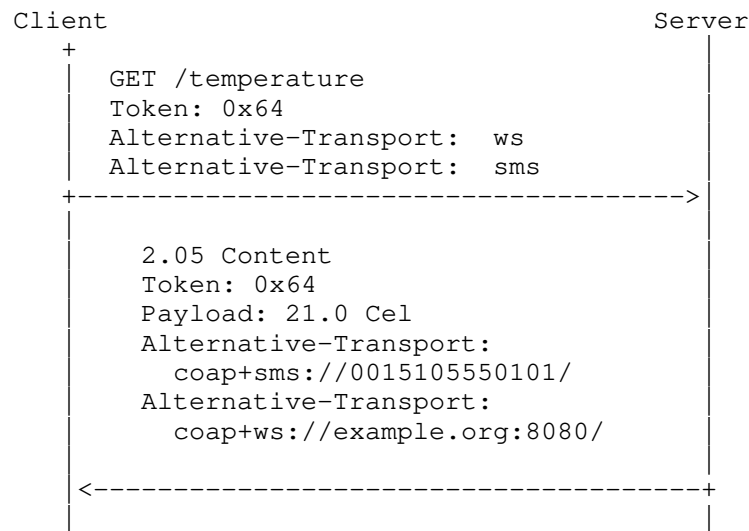 Client Server
GET /temperature
Token: 0x64
Alternative-Transport: ws
Alternative-Transport: sms
2.05 Content
Token: 0x64
Payload: 21.0 Cel
Alternative-Transport:
coap+sms://0015105550101/
Alternative-Transport:
coap+ws://example.org:8080/